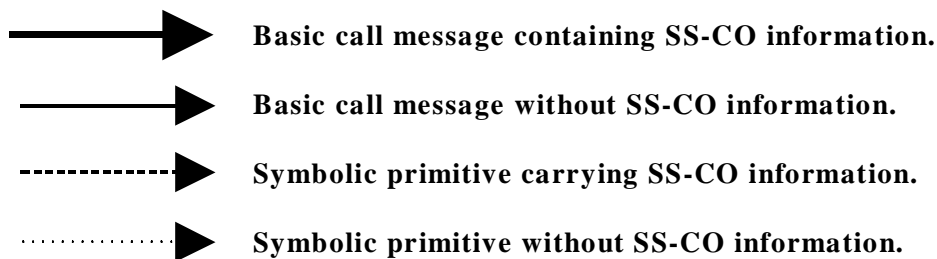 Basic call message containing SS-CO information.
Basic call message without SS-CO information.
Symbolic primitive carrying SS-CO information.
Symbolic primitive without SS-CO information.